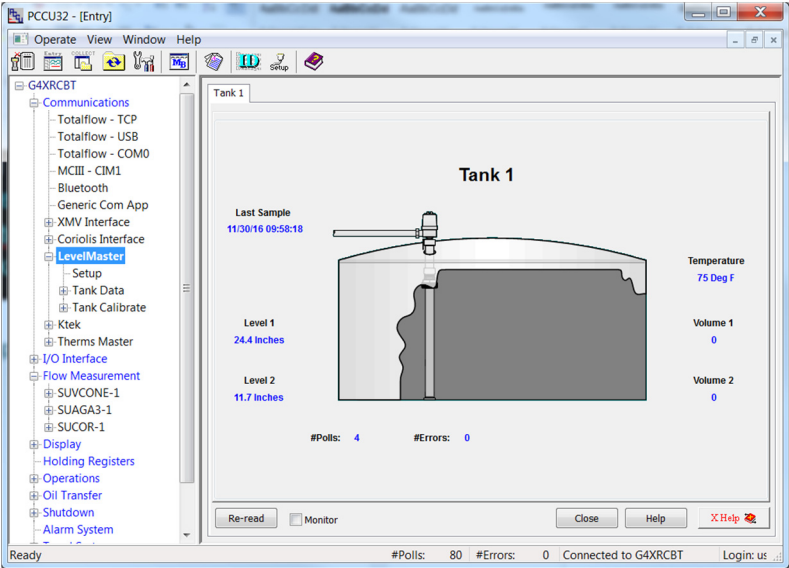 PCCU32 - [Entry]
Operate View Window Help
Entry COLLECT MB ID Setup
G4XRCBT
Communications
Totalflow - TCP
Totalflow - USB
Totalflow - COM0
MCIII - CIM1
Bluetooth
Generic Com App
XMV Interface
Coriolis Interface
LevelMaster
Setup
Tank Data
Tank Calibrate
Ktek
Therms Master
I/O Interface
Flow Measurement
SUVCONE-1
SUAGA3-1
SUCOR-1
Display
Holding Registers
Operations
Oil Transfer
Shutdown
Alarm System
Tank 1
Tank 1
Last Sample
11/30/16 09:58:18
Temperature
75 Deg F
Level 1
24.4 Inches
Volume 1
0
Level 2
11.7 Inches
Volume 2
0
#Polls: 4 #Errors: 0
Re-read Monitor Close Help X Help
Ready #Polls: 80 #Errors: 0 Connected to G4XRCBT Login: us